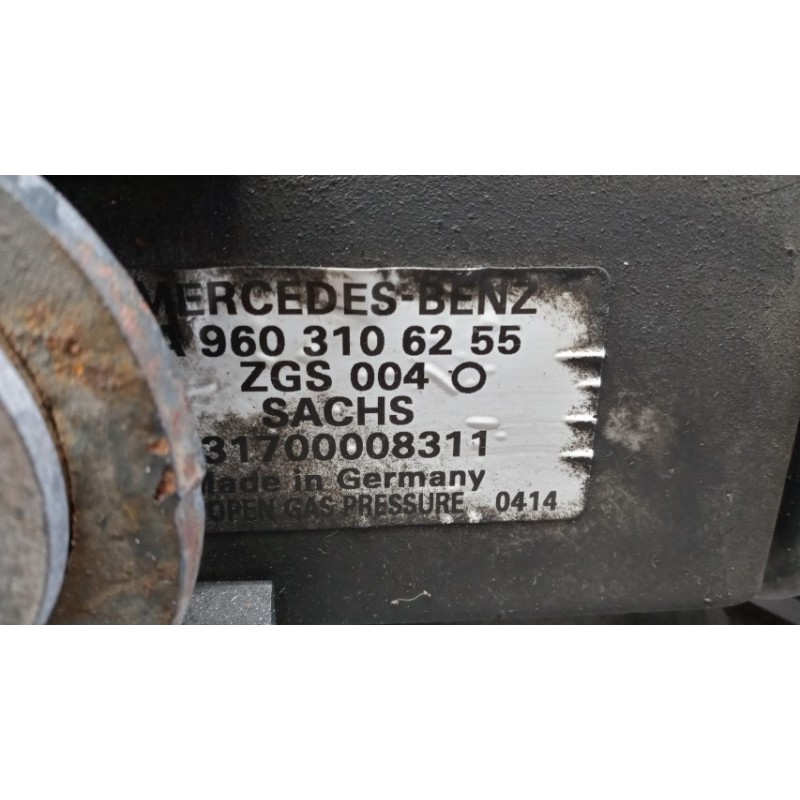 MERCEDES-BENZ
A 960 310 62 55
ZGS 004 O
SACHS
31700008311
Made in Germany
OPEN GAS PRESSURE 0414